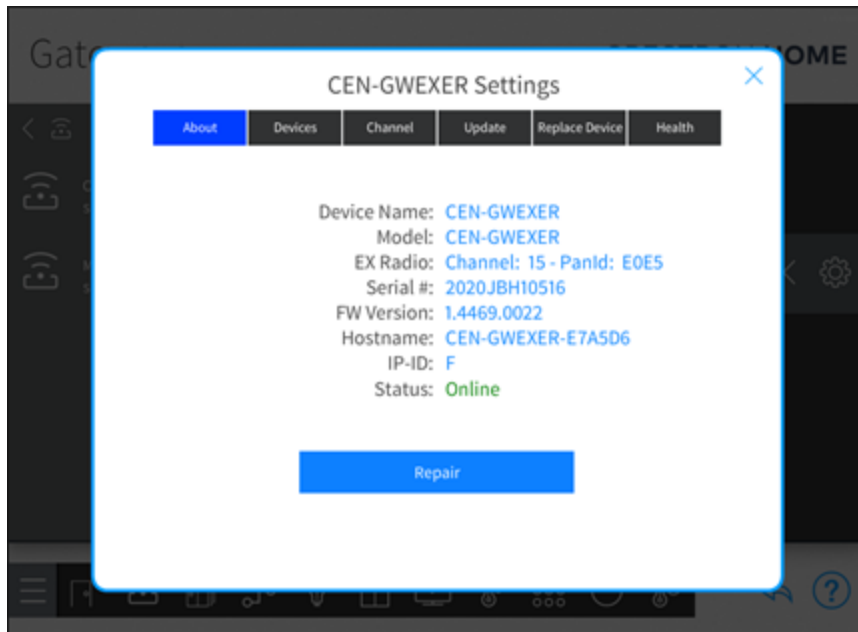 Gate
OME
CEN-GWEXER Settings
About Devices Channel Update Replace Device Health
Device Name: CEN-GWEXER
Model: CEN-GWEXER
EX Radio: Channel: 15 - PanId: E0E5
Serial #: 2020JBH10516
FW Version: 1.4469.0022
Hostname: CEN-GWEXER-E7A5D6
IP-ID: F
Status: Online
Repair
?